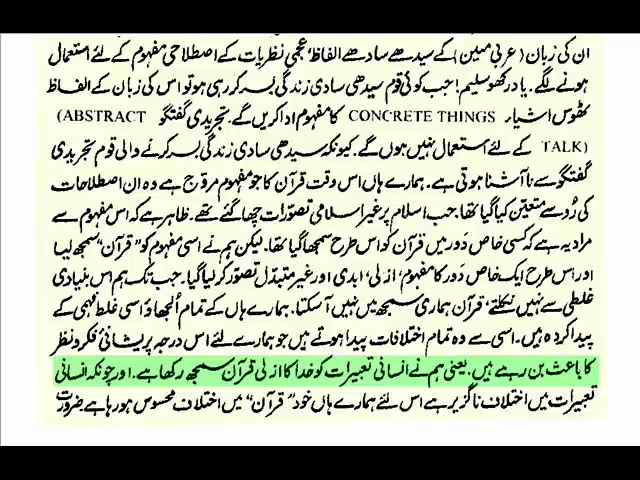 ان کی زبان (عربی مبین) کے سیدھے سادھے الفاظ، عجمی نظریات کے اصطلاحی مفہوم کے لئے استعمال
ہونے لگے۔ یاد رکھو سلیم! جب کوئی قوم سیدھی سادی زندگی بسر کر رہی ہو تو اس کی زبان کے الفاظ
ٹھوس اشیاء CONCRETE THINGS کا مفہوم ادا کریں گے۔ تجریدی گفتگو (ABSTRACT
TALK) کے لئے استعمال نہیں ہوں گے۔ کیونکہ سیدھی سادی زندگی بسر کرنے والی قوم تجریدی
گفتگو سے ناآشنا ہوتی ہے۔ ہمارے ہاں اس وقت قرآن کا جو مفہوم مروّج ہے وہ ان اصطلاحات
کی رُو سے متعیّن کیا گیا تھا۔ جب اسلام پر غیر اسلامی تصوّرات چھا گئے تھے۔ ظاہر ہے کہ اس مفہوم سے
مراد یہ ہے کہ کسی خاص دَور میں قرآن کو اس طرح سمجھا گیا تھا۔ لیکن ہم نے اسی مفہوم کو ”قرآن“ سمجھ لیا
اور اس طرح ایک خاص دَور کا مفہوم، ازلی، ابدی اور غیر متبدّل تصوّر کر لیا گیا۔ جب تک ہم اس بنیادی
غلطی سے نہیں نکلتے، قرآن ہماری سمجھ میں نہیں آسکتا۔ ہمارے ہاں کے تمام اُلجھاؤ اسی غلط فہمی کے
پیدا کردہ ہیں۔ اسی سے وہ تمام اختلافات پیدا ہوتے ہیں جو ہمارے لئے اس درجہ پریشانیٔ فکر و نظر
کا باعث بن رہے ہیں۔ یعنی ہم نے انسانی تعبیرات کو خدا کا ازلی قرآن سمجھ رکھا ہے۔ اور چونکہ انسانی
تعبیرات میں اختلاف ناگزیر ہے اس لئے ہمارے ہاں خود ”قرآن“ میں اختلاف محسوس ہو رہا ہے۔ ضرورت